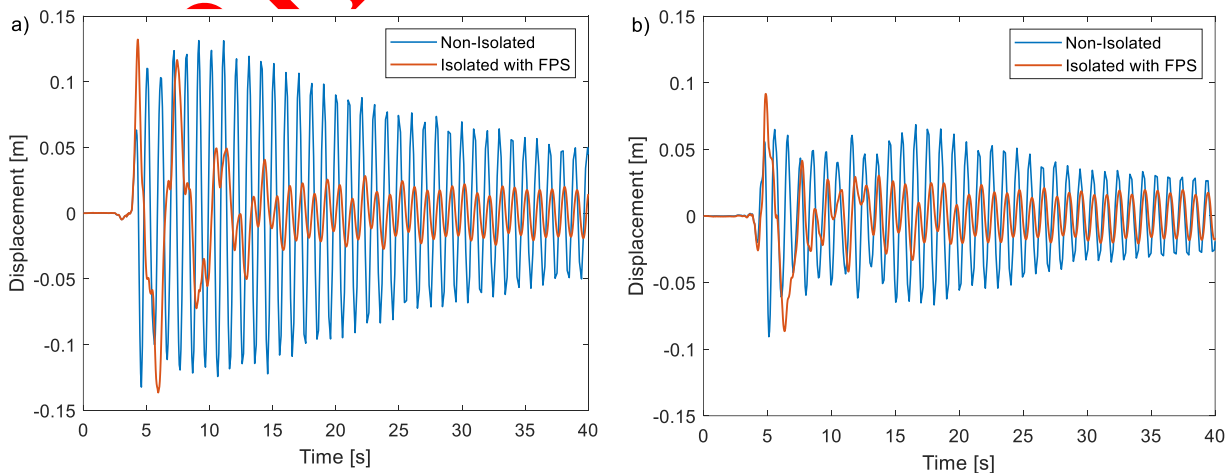 a)
Non-Isolated
Isolated with FPS
Displacement [m]
0.15
0.1
0.05
0
-0.05
-0.1
-0.15
0 5 10 15 20 25 30 35 40
Time [s]
b)
Non-Isolated
Isolated with FPS
Displacement [m]
0.15
0.1
0.05
0
-0.05
-0.1
-0.15
0 5 10 15 20 25 30 35 40
Time [s]